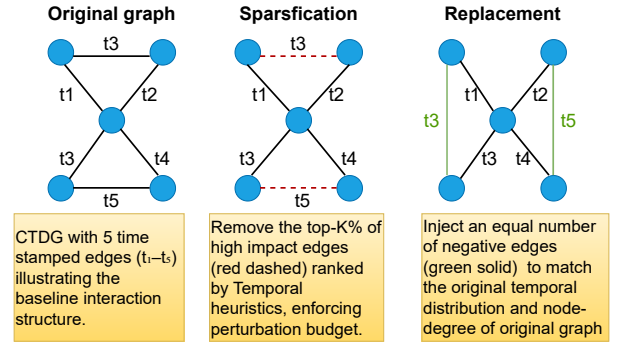 Original graph
Sparsfication
Replacement
t3
t1
t2
t3
t4
t5
t3
t1
t2
t3
t4
t5
t1
t2
t3
t5
t3
t4
CTDG with 5 time
stamped edges (t₁–t₅)
illustrating the
baseline interaction
structure.
Remove the top-K% of
high impact edges
(red dashed) ranked
by Temporal
heuristics, enforcing
perturbation budget.
Inject an equal number
of negative edges
(green solid) to match
the original temporal
distribution and node-
degree of original graph